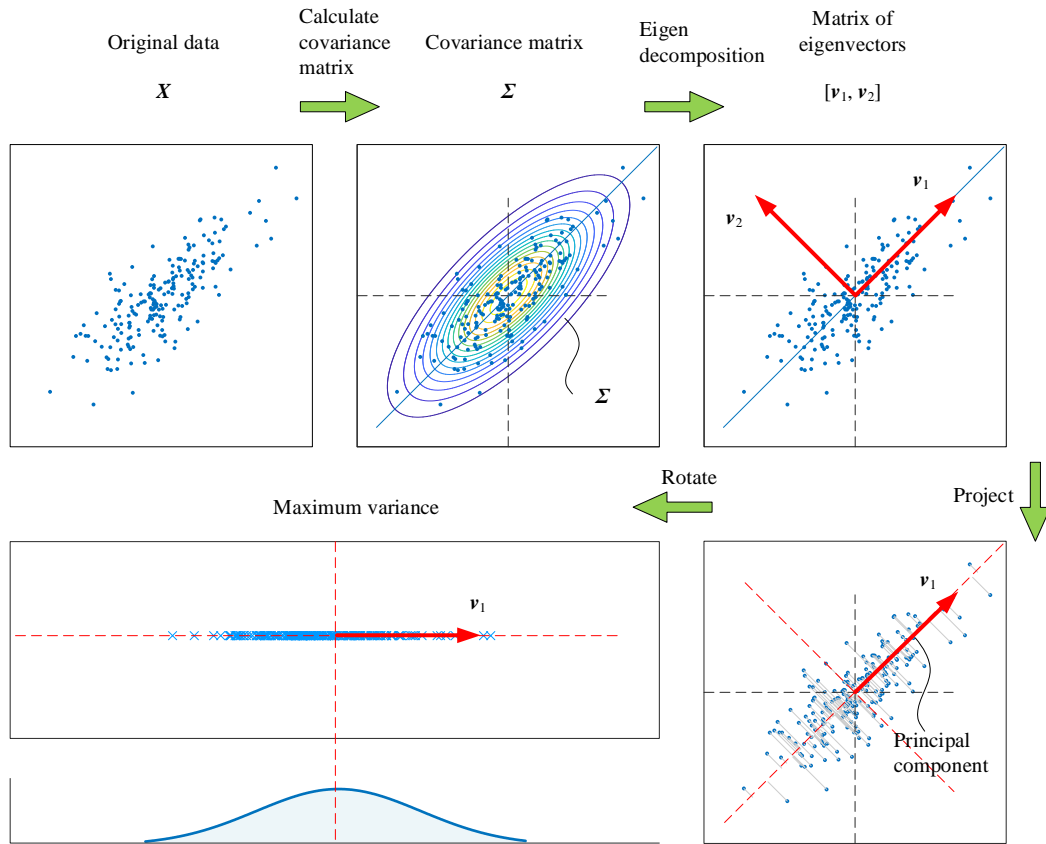 Original data
X
Calculate
covariance
matrix
Covariance matrix
Σ
Eigen
decomposition
Matrix of
eigenvectors
[v₁, v₂]
Σ
v₂
v₁
Project
Rotate
Maximum variance
v₁
v₁
Principal
component